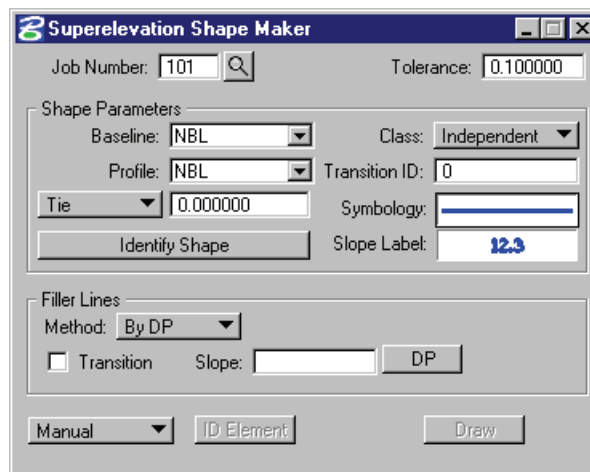 Superelevation Shape Maker
Job Number: 101 Tolerance: 0.100000
Shape Parameters
Baseline: NBL Class: Independent
Profile: NBL Transition ID: 0
Tie 0.000000 Symbology:
Identify Shape Slope Label: 12.3
Filler Lines
Method: By DP
Transition Slope: DP
Manual ID Element Draw